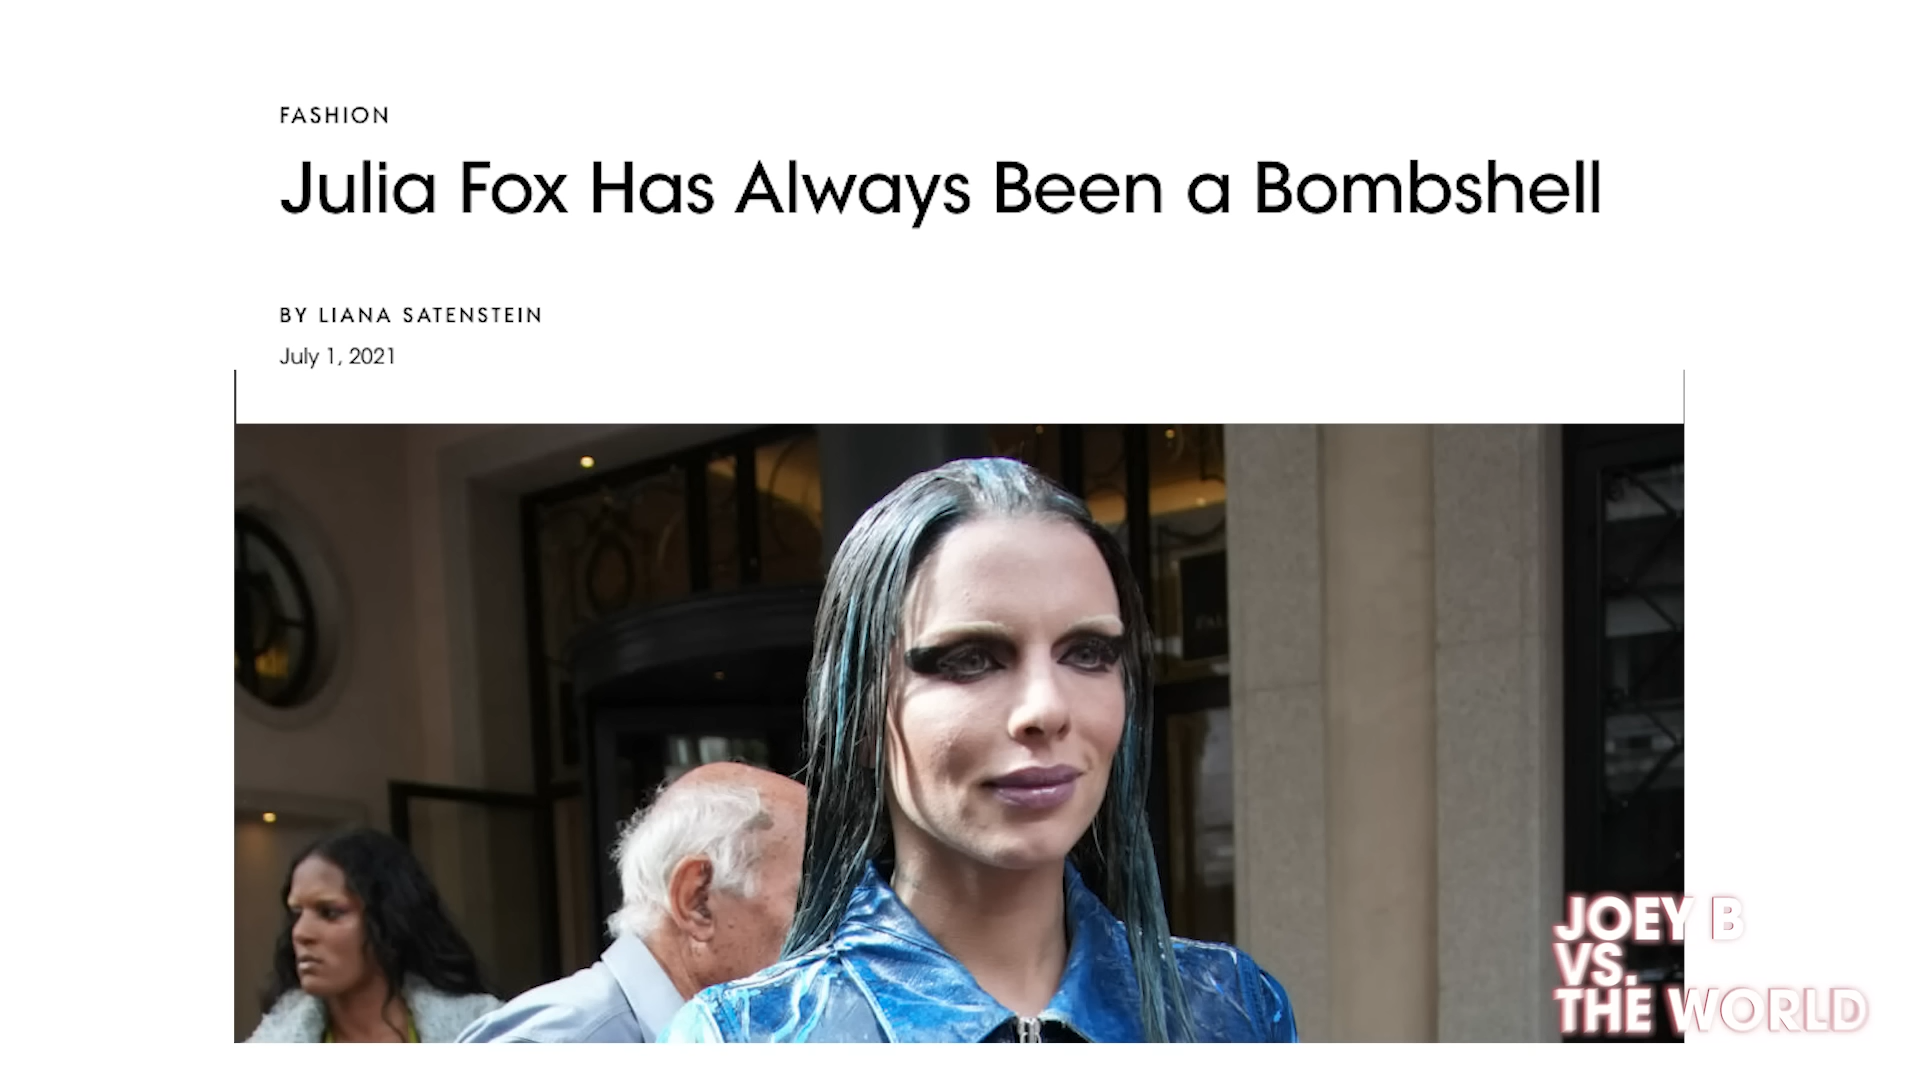 FASHION
Julia Fox Has Always Been a Bombshell
BY LIANA SATENSTEIN
July 1, 2021
JOEY B
VS.
THE WORLD